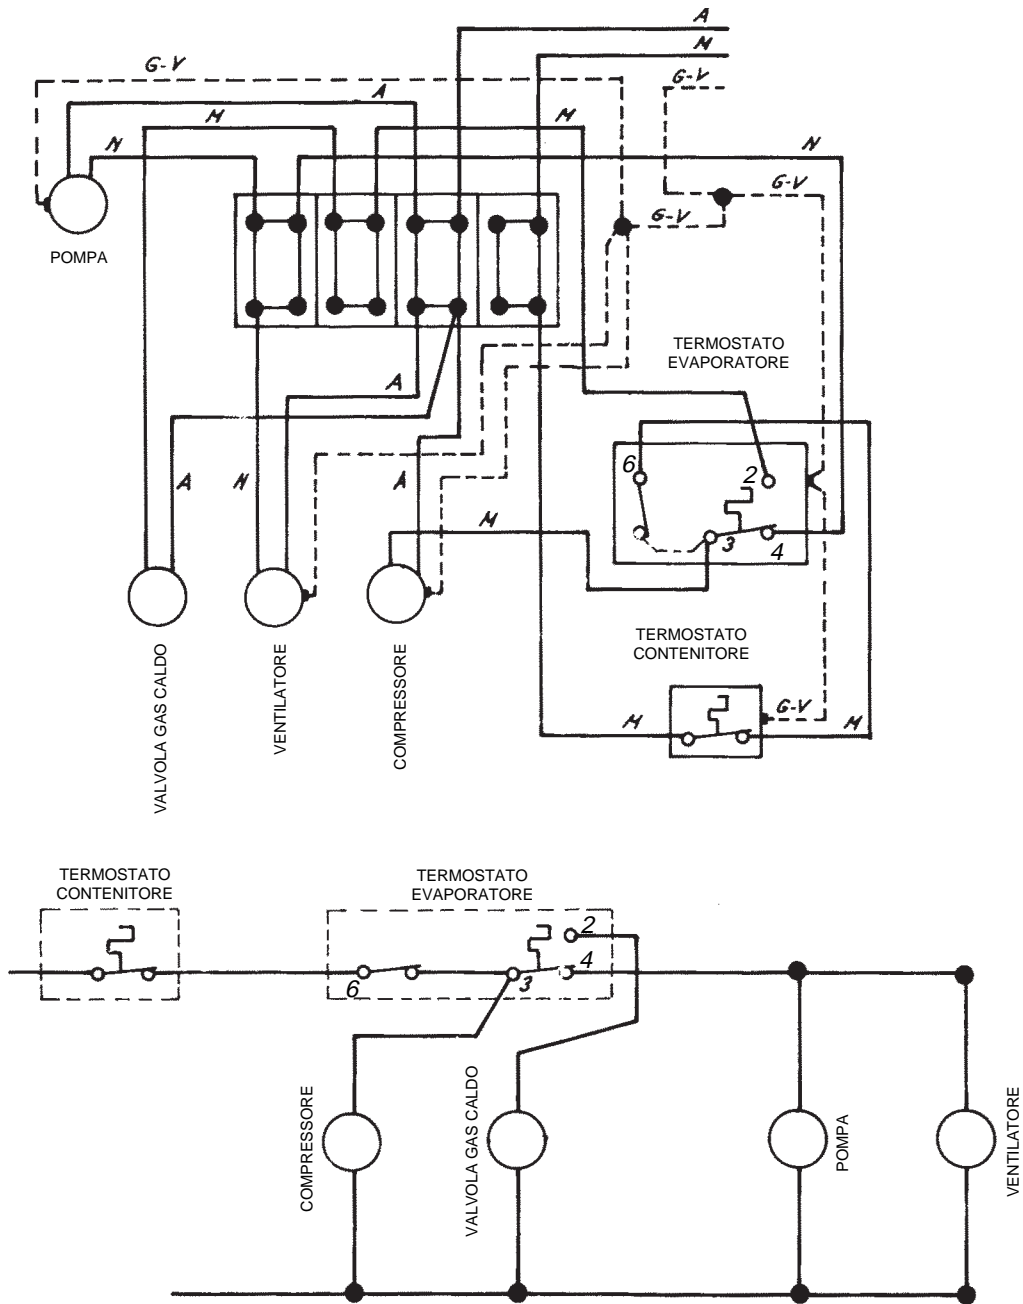 A
M
G-V
G-V
A
M
M
N
N
G-V
G-V
POMPA
TERMOSTATO
EVAPORATORE
A
6
2
A
N
A
M
3
4
TERMOSTATO
CONTENITORE
G-V
M
M
VALVOLA GAS CALDO
VENTILATORE
COMPRESSORE
TERMOSTATO
CONTENITORE
TERMOSTATO
EVAPORATORE
2
4
6
3
COMPRESSORE
VALVOLA GAS CALDO
POMPA
VENTILATORE